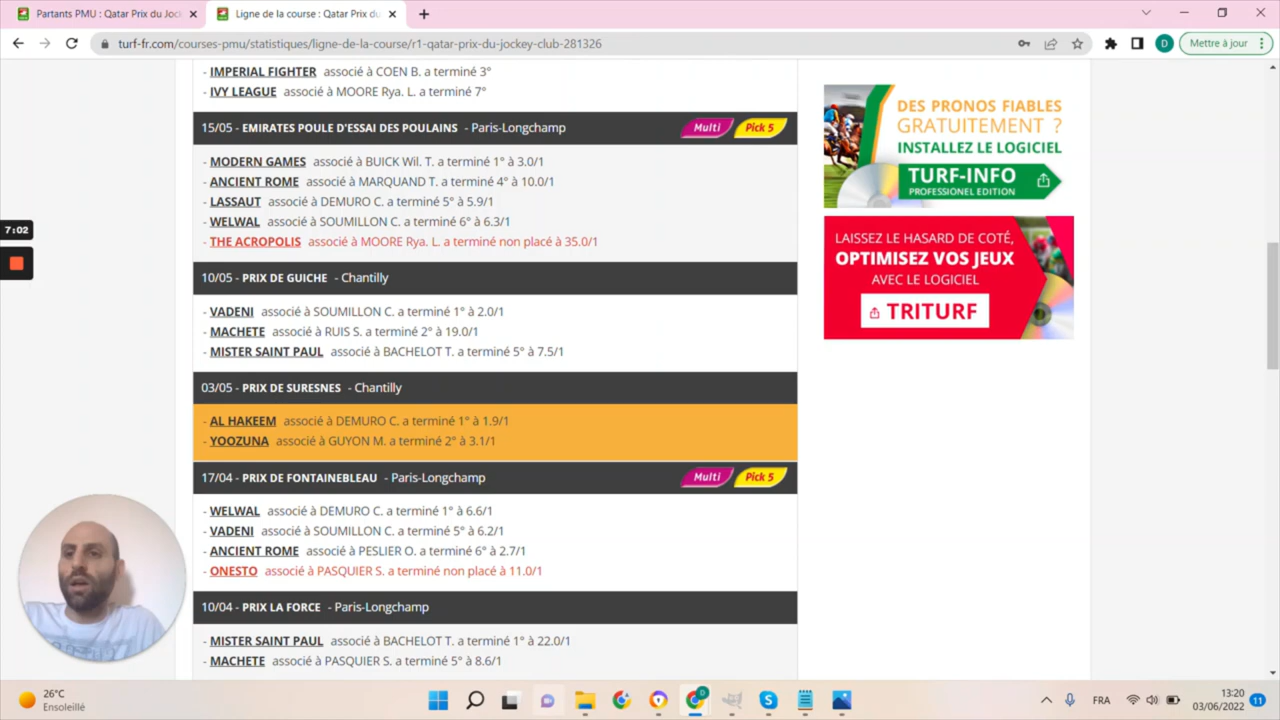 Partants PMU : Qatar Prix du Jock
Ligne de la course : Qatar Prix du
turf-fr.com/courses-pmu/statistiques/ligne-de-la-course/r1-qatar-prix-du-jockey-club-281326
D
Mettre à jour
- IMPERIAL FIGHTER associé à COEN B. a terminé 3°
- IVY LEAGUE associé à MOORE Rya. L. a terminé 7°
15/05 - EMIRATES POULE D'ESSAI DES POULAINS - Paris-Longchamp Multi Pick 5
- MODERN GAMES associé à BUICK Wil. T. a terminé 1° à 3.0/1
- ANCIENT ROME associé à MARQUAND T. a terminé 4° à 10.0/1
- LASSAUT associé à DEMURO C. a terminé 5° à 5.9/1
- WELWAL associé à SOUMILLON C. a terminé 6° à 6.3/1
- THE ACROPOLIS associé à MOORE Rya. L. a terminé non placé à 35.0/1
10/05 - PRIX DE GUICHE - Chantilly
- VADENI associé à SOUMILLON C. a terminé 1° à 2.0/1
- MACHETE associé à RUIS S. a terminé 2° à 19.0/1
- MISTER SAINT PAUL associé à BACHELOT T. a terminé 5° à 7.5/1
03/05 - PRIX DE SURESNES - Chantilly
- AL HAKEEM associé à DEMURO C. a terminé 1° à 1.9/1
- YOOZUNA associé à GUYON M. a terminé 2° à 3.1/1
17/04 - PRIX DE FONTAINEBLEAU - Paris-Longchamp Multi Pick 5
- WELWAL associé à DEMURO C. a terminé 1° à 6.6/1
- VADENI associé à SOUMILLON C. a terminé 5° à 6.2/1
- ANCIENT ROME associé à PESLIER O. a terminé 6° à 2.7/1
- ONESTO associé à PASQUIER S. a terminé non placé à 11.0/1
10/04 - PRIX LA FORCE - Paris-Longchamp
- MISTER SAINT PAUL associé à BACHELOT T. a terminé 1° à 22.0/1
- MACHETE associé à PASQUIER S. a terminé 5° à 8.6/1
DES PRONOS FIABLES
GRATUITEMENT ?
INSTALLEZ LE LOGICIEL
TURF-INFO
PROFESSIONEL EDITION
LAISSEZ LE HASARD DE COTÉ,
OPTIMISEZ VOS JEUX
AVEC LE LOGICIEL
TRITURF
7:02
26°C
Ensoleillé
D
FRA
13:20
03/06/2022
11